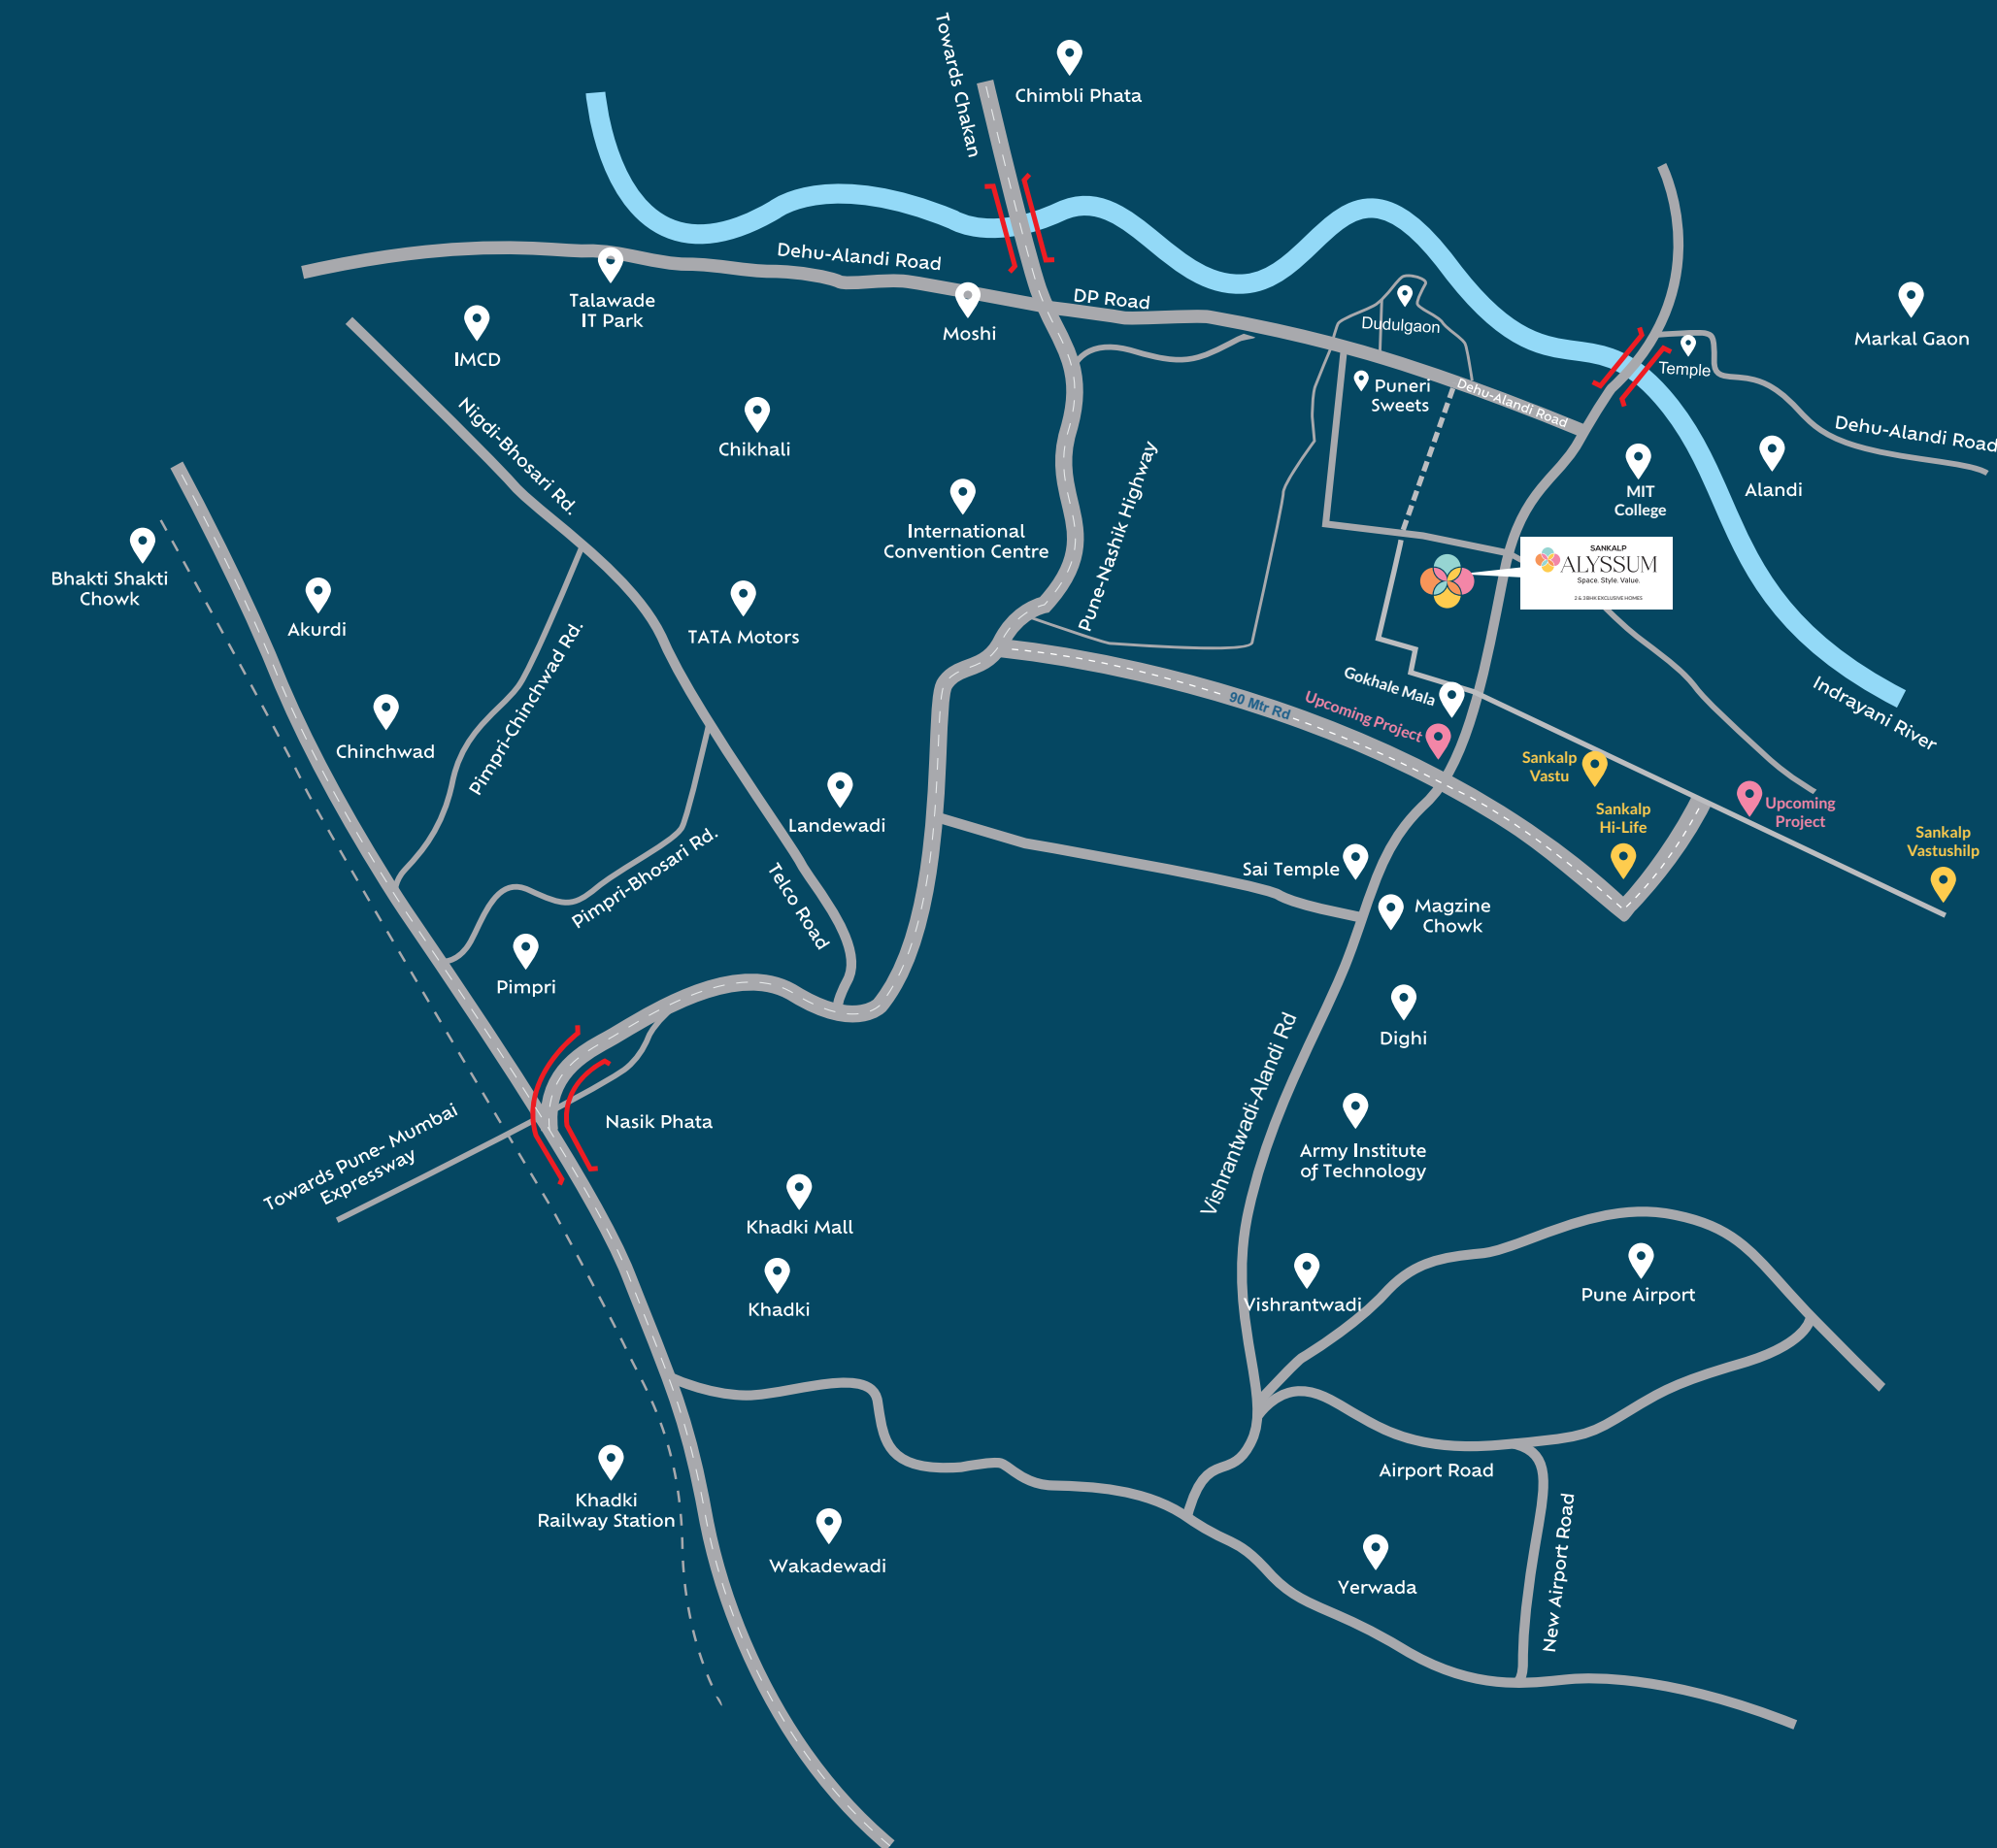 Towards Chakan
Chimbli Phata
Dehu-Alandi Road
Talawade
IT Park
Moshi
DP Road
Dudulgaon
Markal Gaon
Temple
IMCD
Puneri
Sweets
Dehu-Alandi Road
Dehu-Alandi Road
Nigdi-Bhosari Rd.
Chikhali
MIT
College
Alandi
International
Convention Centre
Pune-Nashik Highway
SANKALP
ALYSSUM
Space. Style. Value.
2 & 3 BHK EXCLUSIVE HOMES
Bhakti Shakti
Chowk
Akurdi
TATA Motors
Pimpri-Chinchwad Rd.
Chinchwad
Gokhale Mala
90 Mtr Rd
Upcoming Project
Indrayani River
Sankalp
Vastu
Sankalp
Hi-Life
Upcoming
Project
Sankalp
Vastushilp
Landewadi
Pimpri-Bhosari Rd.
Telco Road
Sai Temple
Magzine
Chowk
Pimpri
Dighi
Vishrantwadi-Alandi Rd
Nasik Phata
Towards Pune- Mumbai
Expressway
Army Institute
of Technology
Khadki Mall
Khadki
Vishrantwadi
Pune Airport
Airport Road
Khadki
Railway Station
Wakadewadi
Yerwada
New Airport Road